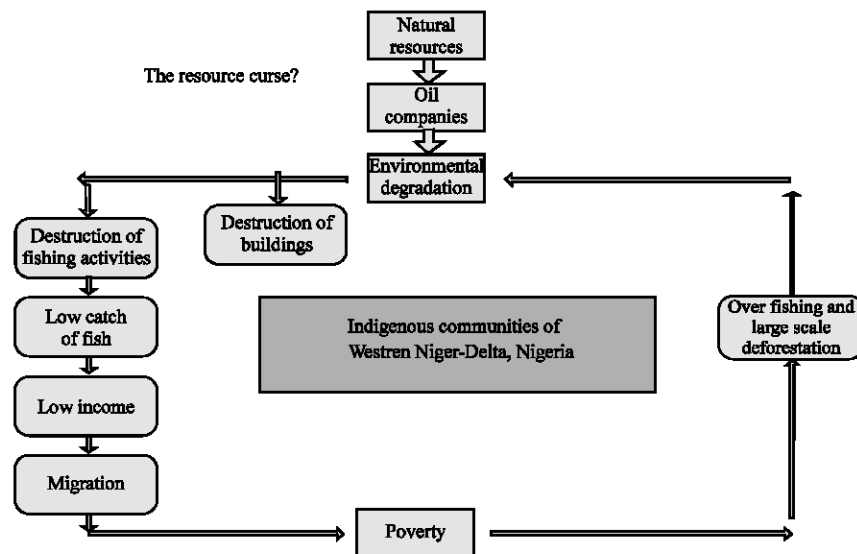 Natural
resources
The resource curse?
Oil
companies
Environmental
degradation
Destruction of
buildings
Destruction of
fishing activities
Low catch
of fish
Indigenous communities of
Westren Niger-Delta, Nigeria
Over fishing and
large scale
deforestation
Low income
Migration
Poverty